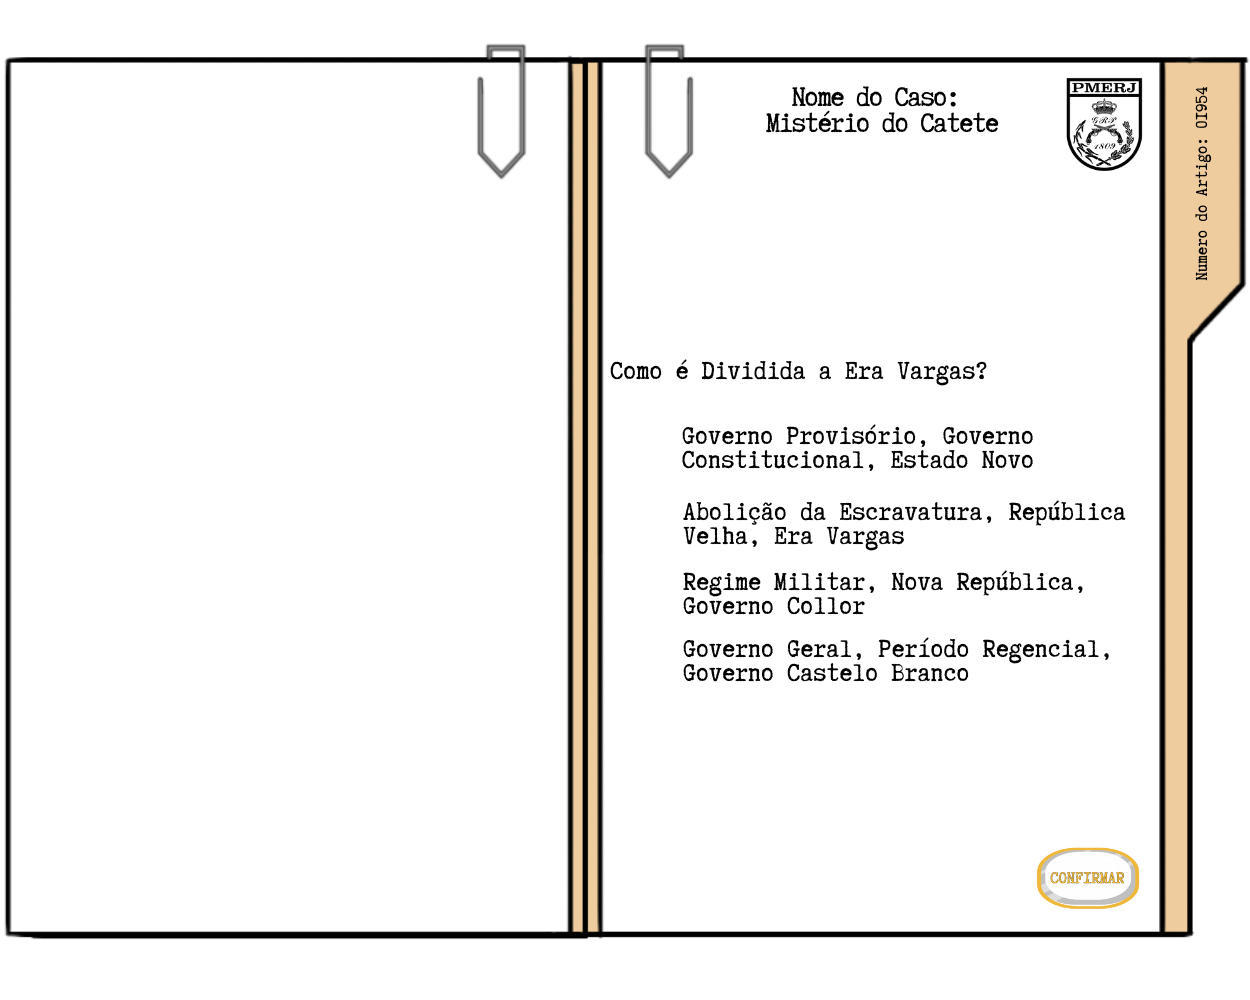 Nome do Caso:
Mistério do Catete
PMERJ
GRP
1809
Numero do Artigo: 0I954
Como é Dividida a Era Vargas?
Governo Provisório, Governo
Constitucional, Estado Novo
Abolição da Escravatura, República
Velha, Era Vargas
Regime Militar, Nova República,
Governo Collor
Governo Geral, Período Regencial,
Governo Castelo Branco
CONFIRMAR